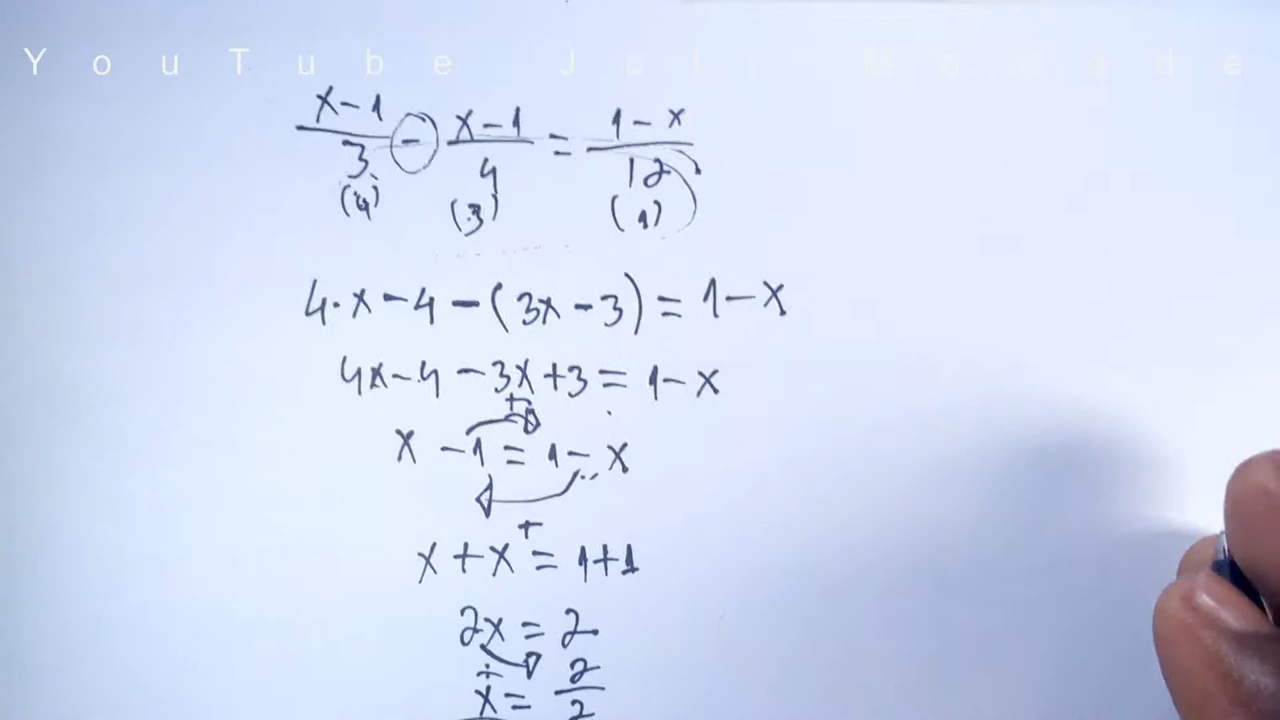 YouTube
x-1/3 - x-1/4 = 1-x/12
(4) (3) (1)
4·x-4-(3x-3)=1-x
4x-4-3x+3=1-x
+
x-1=1-x
+
x+x=1+1
2x=2
÷
x=2/2